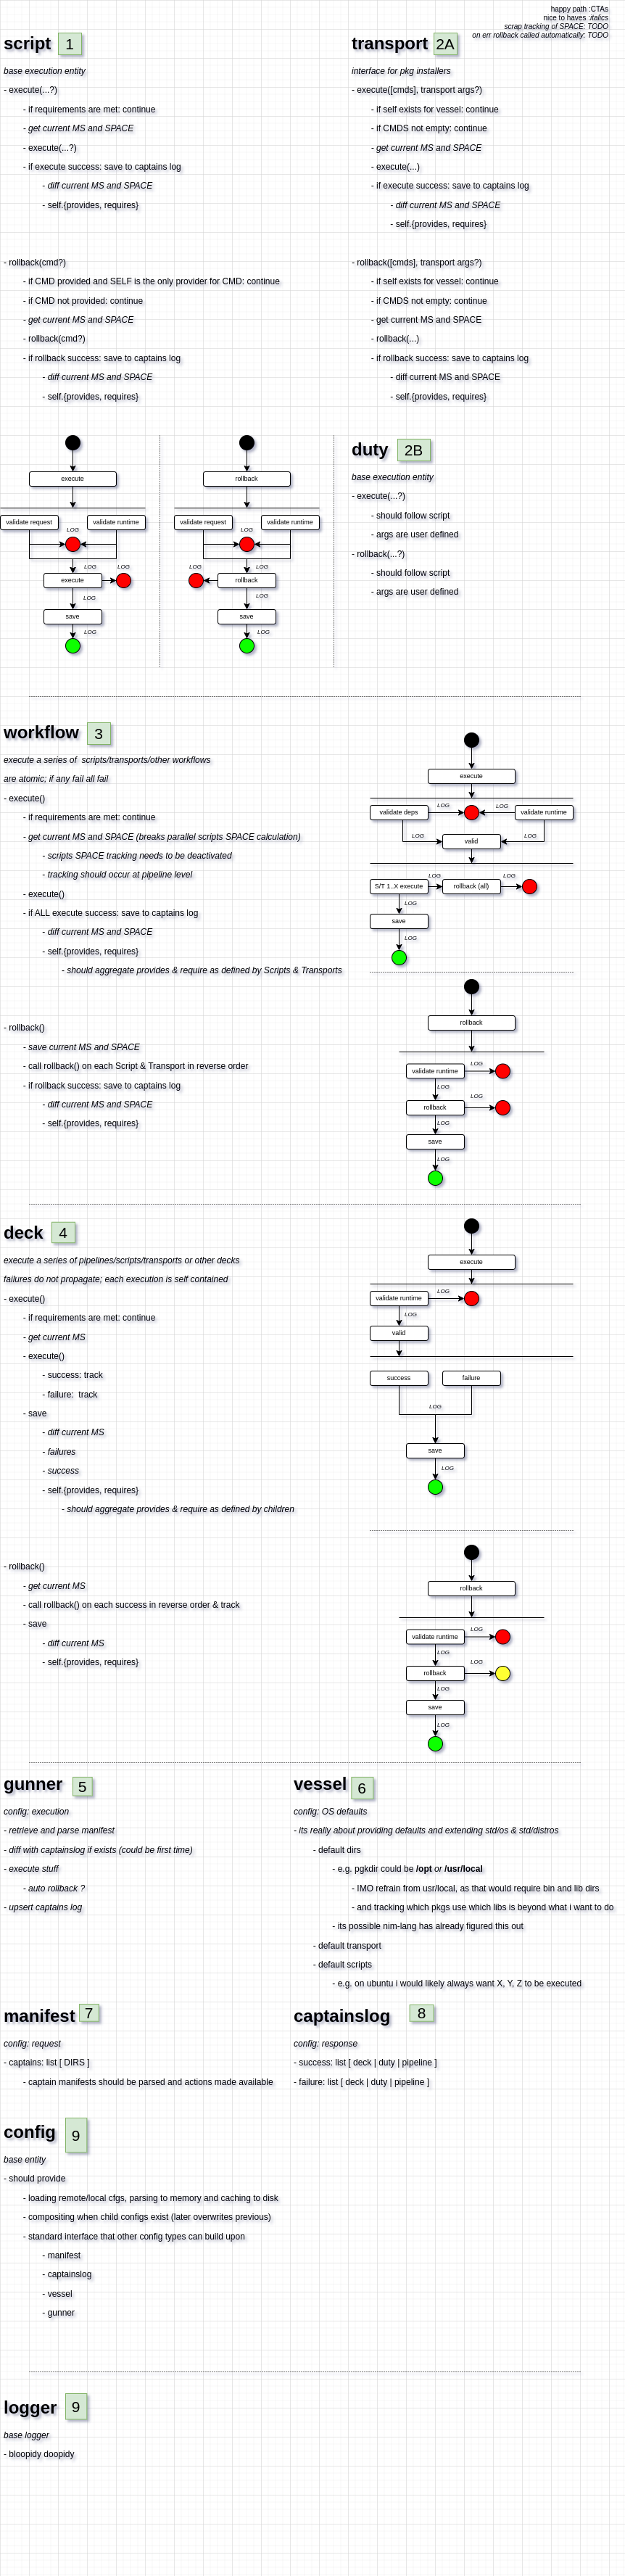 happy path :CTAs
nice to haves :italics
scrap tracking of SPACE: TODO
on err rollback called automatically: TODO
script 1
base execution entity
- execute(...?)
- if requirements are met: continue
- get current MS and SPACE
- execute(...?)
- if execute success: save to captains log
- diff current MS and SPACE
- self.{provides, requires}
- rollback(cmd?)
- if CMD provided and SELF is the only provider for CMD: continue
- if CMD not provided: continue
- get current MS and SPACE
- rollback(cmd?)
- if rollback success: save to captains log
- diff current MS and SPACE
- self.{provides, requires}
transport 2A
interface for pkg installers
- execute([cmds], transport args?)
- if self exists for vessel: continue
- if CMDS not empty: continue
- get current MS and SPACE
- execute(...)
- if execute success: save to captains log
- diff current MS and SPACE
- self.{provides, requires}
- rollback([cmds], transport args?)
- if self exists for vessel: continue
- if CMDS not empty: continue
- get current MS and SPACE
- rollback(...)
- if rollback success: save to captains log
- diff current MS and SPACE
- self.{provides, requires}
execute
validate request
validate runtime
LOG
LOG
LOG
execute
LOG
save
LOG
rollback
validate request
validate runtime
LOG
LOG
LOG
rollback
LOG
save
LOG
duty 2B
base execution entity
- execute(...?)
- should follow script
- args are user defined
- rollback(...?)
- should follow script
- args are user defined
workflow 3
execute a series of scripts/transports/other workflows
are atomic; if any fail all fail
- execute()
- if requirements are met: continue
- get current MS and SPACE (breaks parallel scripts SPACE calculation)
- scripts SPACE tracking needs to be deactivated
- tracking should occur at pipeline level
- execute()
- if ALL execute success: save to captains log
- diff current MS and SPACE
- self.{provides, requires}
- should aggregate provides & require as defined by Scripts & Transports
- rollback()
- save current MS and SPACE
- call rollback() on each Script & Transport in reverse order
- if rollback success: save to captains log
- diff current MS and SPACE
- self.{provides, requires}
execute
validate deps
LOG
LOG
validate runtime
LOG
valid
LOG
S/T 1..X execute
LOG
rollback (all)
LOG
LOG
save
LOG
rollback
validate runtime
LOG
LOG
rollback
LOG
LOG
save
LOG
deck 4
execute a series of pipelines/scripts/transports or other decks
failures do not propagate; each execution is self contained
- execute()
- if requirements are met: continue
- get current MS
- execute()
- success: track
- failure: track
- save
- diff current MS
- failures
- success
- self.{provides, requires}
- should aggregate provides & require as defined by children
- rollback()
- get current MS
- call rollback() on each success in reverse order & track
- save
- diff current MS
- self.{provides, requires}
execute
validate runtime
LOG
LOG
valid
success
failure
LOG
save
LOG
rollback
validate runtime
LOG
LOG
rollback
LOG
LOG
save
LOG
gunner 5
config: execution
- retrieve and parse manifest
- diff with captainslog if exists (could be first time)
- execute stuff
- auto rollback ?
- upsert captains log
vessel 6
config: OS defaults
- its really about providing defaults and extending std/os & std/distros
- default dirs
- e.g. pgkdir could be /opt or /usr/local
- IMO refrain from usr/local, as that would require bin and lib dirs
- and tracking which pkgs use which libs is beyond what i want to do
- its possible nim-lang has already figured this out
- default transport
- default scripts
- e.g. on ubuntu i would likely always want X, Y, Z to be executed
manifest 7
config: request
- captains: list [ DIRS ]
- captain manifests should be parsed and actions made available
captainslog 8
config: response
- success: list [ deck | duty | pipeline ]
- failure: list [ deck | duty | pipeline ]
config 9
base entity
- should provide
- loading remote/local cfgs, parsing to memory and caching to disk
- compositing when child configs exist (later overwrites previous)
- standard interface that other config types can build upon
- manifest
- captainslog
- vessel
- gunner
logger 9
base logger
- bloopidy doopidy